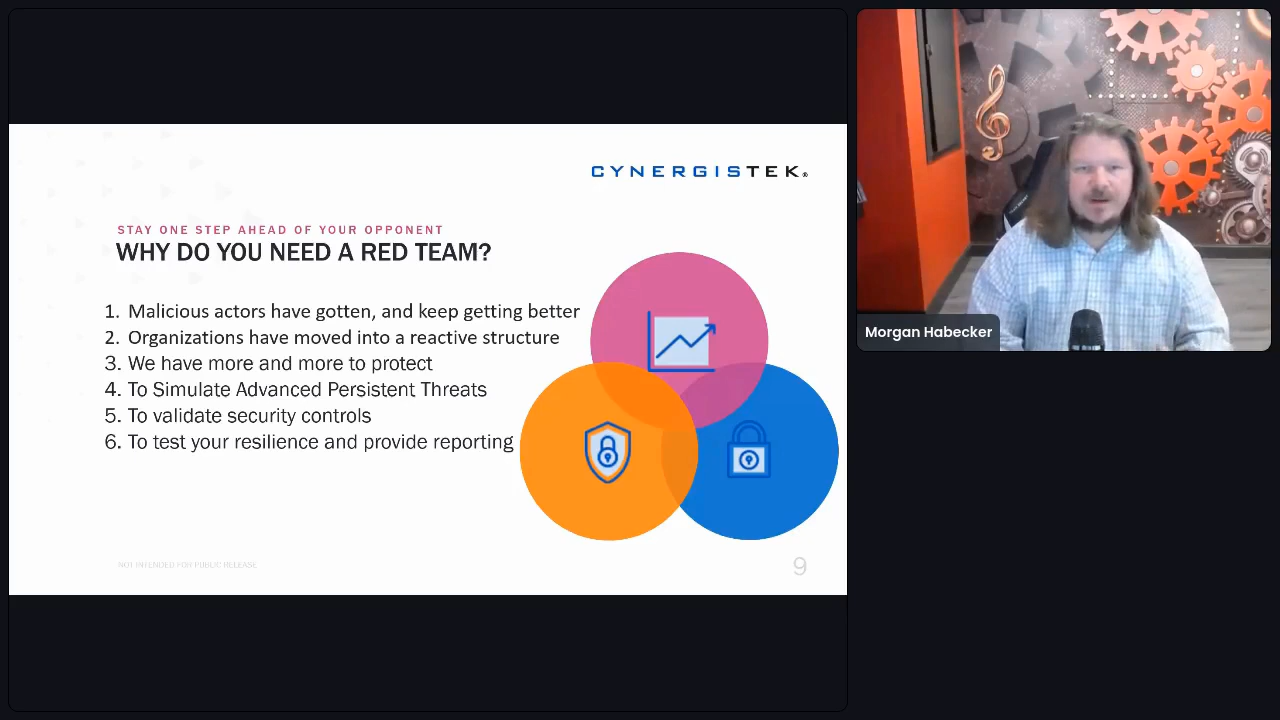 CYNERGISTEK®
STAY ONE STEP AHEAD OF YOUR OPPONENT
WHY DO YOU NEED A RED TEAM?
1. Malicious actors have gotten, and keep getting better
2. Organizations have moved into a reactive structure
3. We have more and more to protect
4. To Simulate Advanced Persistent Threats
5. To validate security controls
6. To test your resilience and provide reporting
NOT INTENDED FOR PUBLIC RELEASE
9
Morgan Habecker